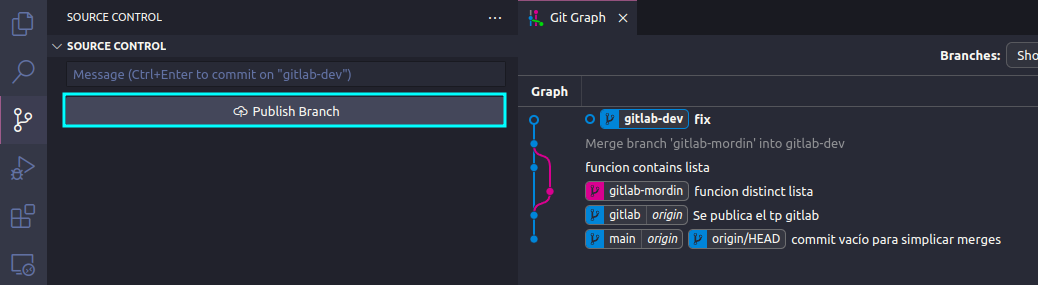 SOURCE CONTROL
SOURCE CONTROL
Message (Ctrl+Enter to commit on "gitlab-dev")
Publish Branch
Git Graph
Branches: Sho
Graph
gitlab-dev fix
Merge branch 'gitlab-mordin' into gitlab-dev
funcion contains lista
gitlab-mordin funcion distinct lista
gitlab origin Se publica el tp gitlab
main origin origin/HEAD commit vacío para simplicar merges